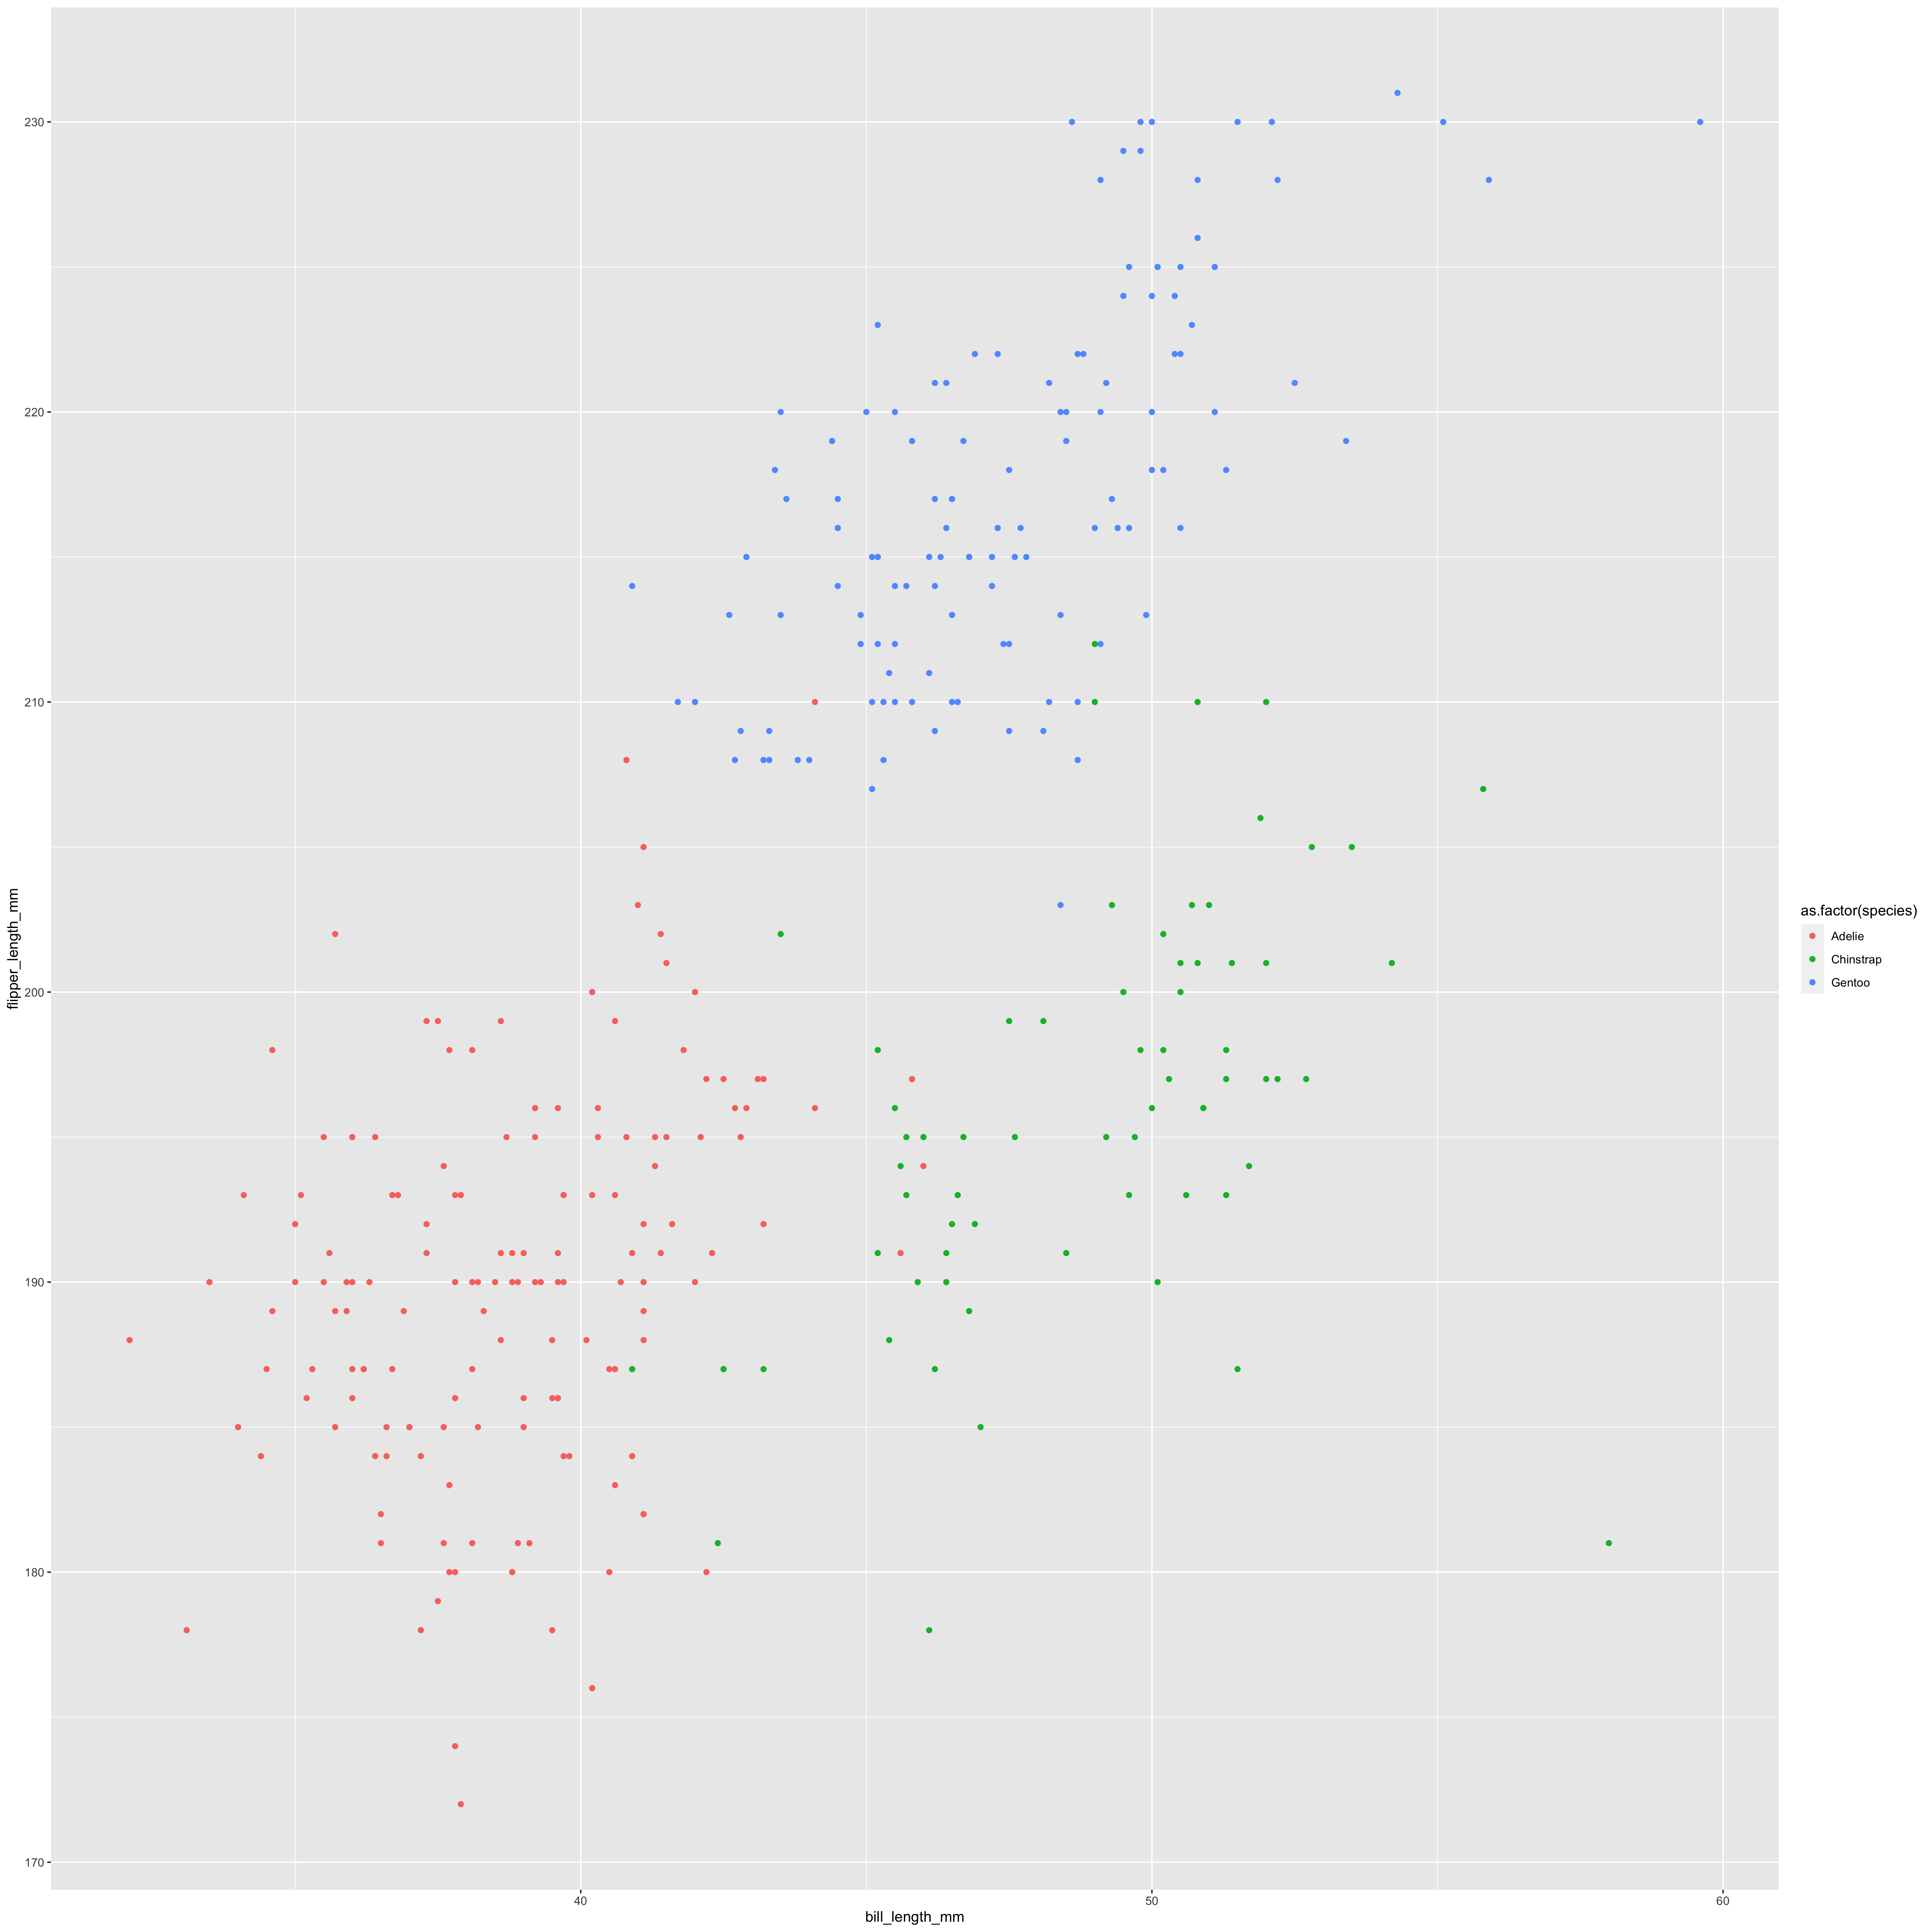 230
220
210
200
190
180
170
flipper_length_mm
40
50
60
bill_length_mm
as.factor(species)
Adelie
Chinstrap
Gentoo